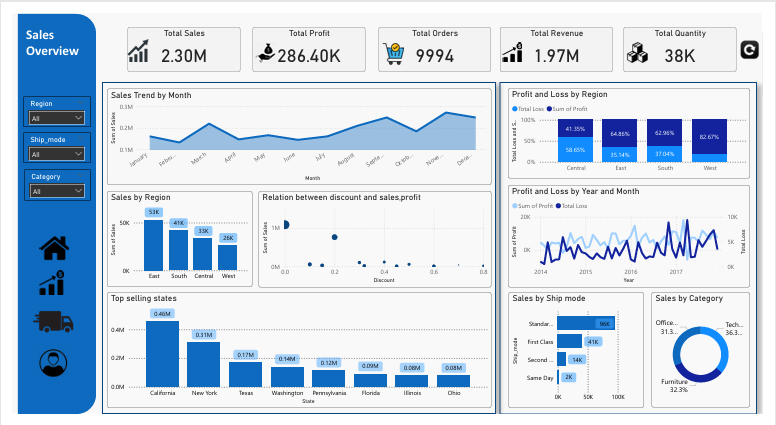 Sales
Overview
Total Sales
2.30M
Total Profit
286.40K
Total Orders
9994
Total Revenue
1.97M
Total Quantity
38K
Region
All
Ship_mode
All
Category
All
Sales Trend by Month
Sum of Sales
0.3M
0.2M
0.1M
January
Febru...
March
April
May
June
July
August
Septe...
Octob...
Nove...
Dece...
Month
Sales by Region
Sum of Sales
50K
0K
53K
41K
33K
26K
East
South
Central
West
Relation between discount and sales,profit
Sum of Sales
1M
0M
0.0
0.2
0.4
0.6
0.8
Discount
Top selling states
Sum of Sales
0.4M
0.2M
0.0M
0.46M
0.31M
0.17M
0.14M
0.12M
0.09M
0.08M
0.08M
California
New York
Texas
Washington
Pennsylvania
Florida
Illinois
Ohio
State
Profit and Loss by Region
Total Loss
Sum of Profit
Total Loss and S...
100%
50%
0%
41.35%
64.86%
62.96%
82.67%
58.65%
35.14%
37.04%
Central
East
South
West
Profit and Loss by Year and Month
Sum of Profit
Total Loss
Sum of Profit
20K
0K
10K
5K
0K
Total Loss
2014
2015
2016
2017
Year
Sales by Ship mode
Ship_mode
Standar...
96K
First Class
41K
Second ...
14K
Same Day
2K
0K
50K
100K
Sales by Category
Office...
31.3...
Tech...
36.3...
Furniture
32.3%